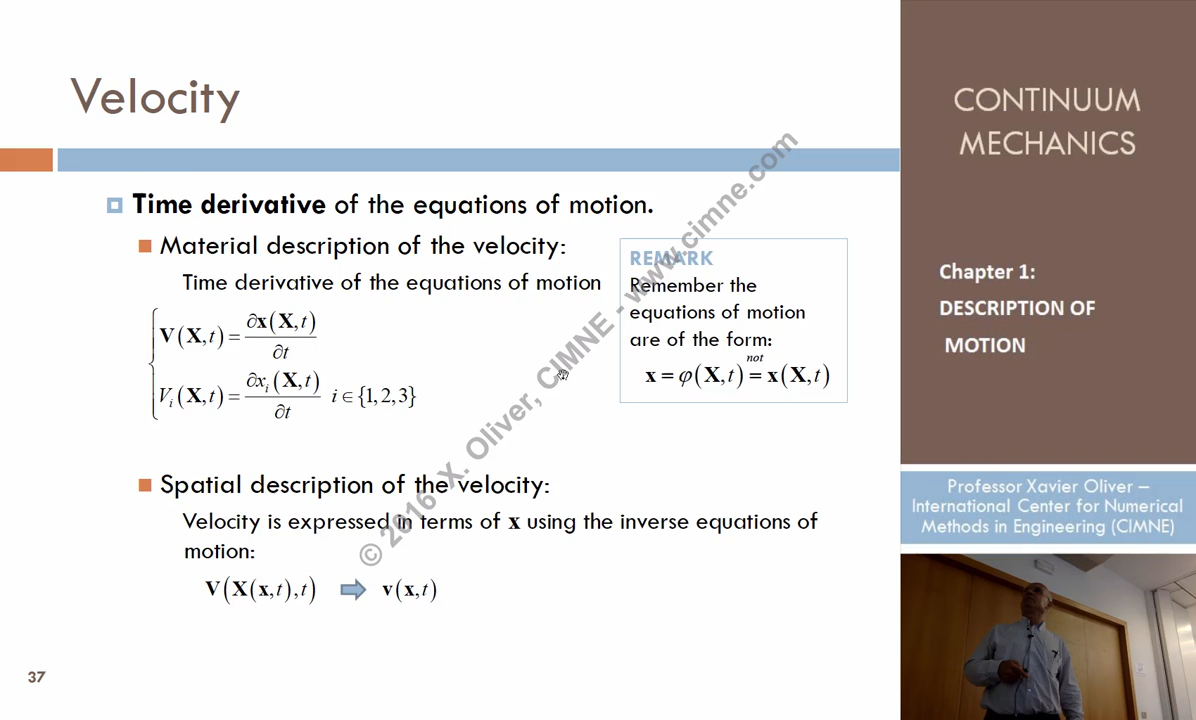 Velocity
Time derivative of the equations of motion.
Material description of the velocity:
Time derivative of the equations of motion
V(X,t) = ∂x(X,t)/∂t
Vᵢ(X,t) = ∂xᵢ(X,t)/∂t i ∈ {1,2,3}
REMARK
Remember the
equations of motion
are of the form:
x = φ(X,t) not= x(X,t)
Spatial description of the velocity:
Velocity is expressed in terms of x using the inverse equations of
motion:
V(X(x,t),t) ⇨ v(x,t)
37
© 2016 X. Oliver, CIMNE - www.cimne.com
CONTINUUM
MECHANICS
Chapter 1:
DESCRIPTION OF
MOTION
Professor Xavier Oliver –
International Center for Numerical
Methods in Engineering (CIMNE)